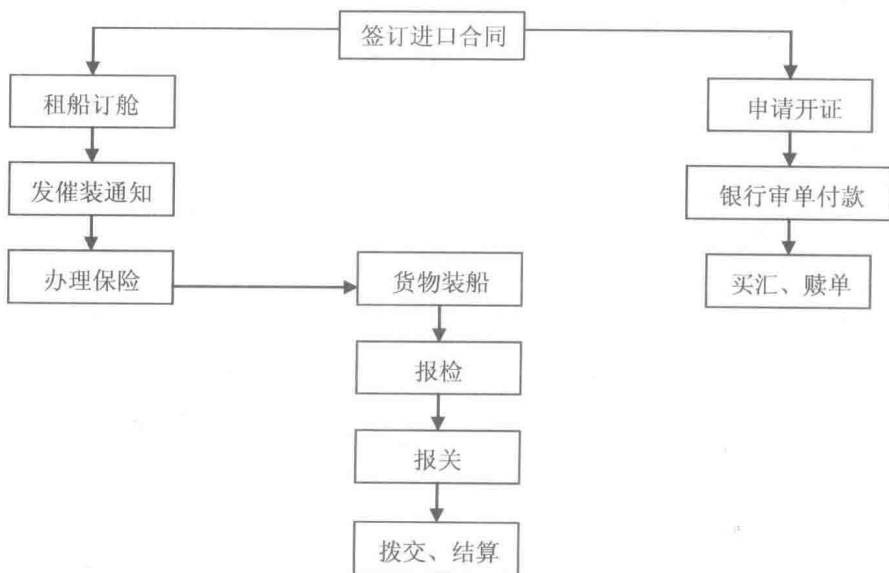 签订进口合同
租船订舱
申请开证
发催装通知
银行审单付款
办理保险
货物装船
买汇、赎单
报检
报关
拨交、结算